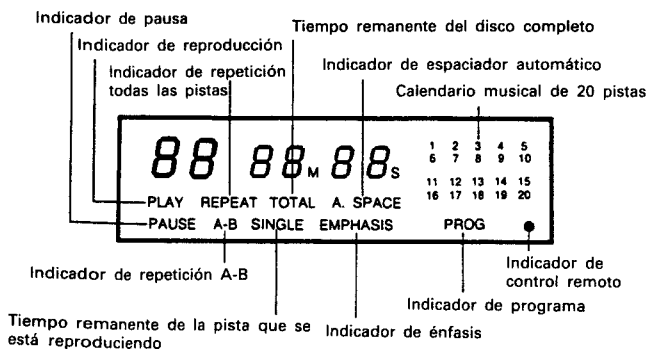 Indicador de pausa
Tiempo remanente del disco completo
Indicador de reproducción
Indicador de repetición
todas las pistas
Indicador de espaciador automático
Calendario musical de 20 pistas
88 88M 88S
1 2 3 4 5
6 7 8 9 10
11 12 13 14 15
16 17 18 19 20
PLAY REPEAT TOTAL A. SPACE
PAUSE A-B SINGLE EMPHASIS PROG
Indicador de repetición A-B
Indicador de
control remoto
Indicador de programa
Tiempo remanente de la pista que se
está reproduciendo
Indicador de énfasis